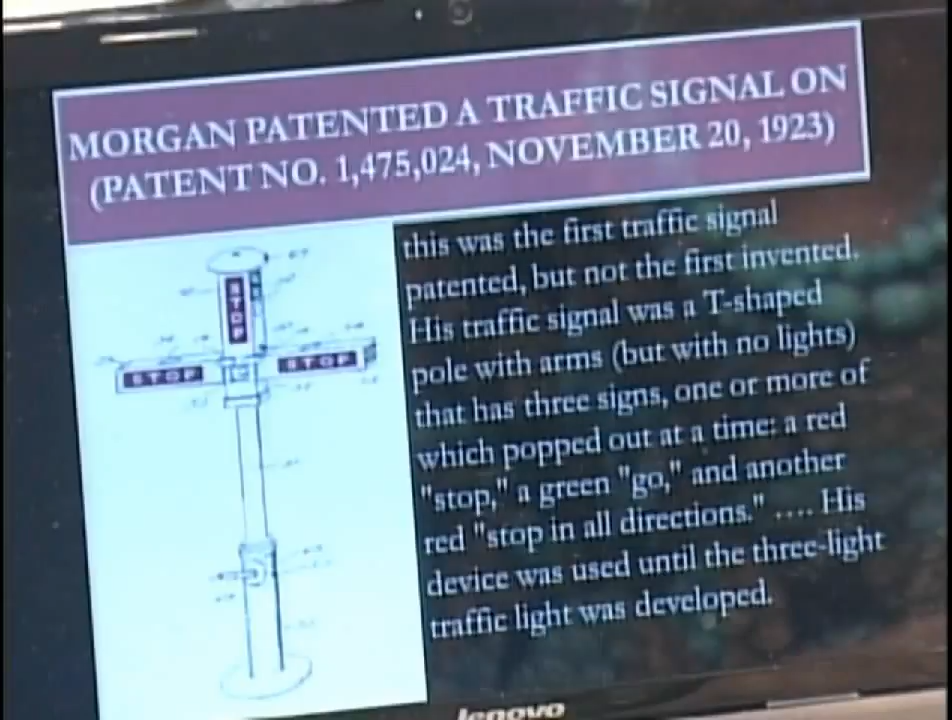 MORGAN PATENTED A TRAFFIC SIGNAL ON
(PATENT NO. 1,475,024, NOVEMBER 20, 1923)
this was the first traffic signal
patented, but not the first invented.
His traffic signal was a T-shaped
pole with arms (but with no lights)
that has three signs, one or more of
which popped out at a time: a red
"stop," a green "go," and another
red "stop in all directions." .... His
device was used until the three-light
traffic light was developed.
STOP
STOP
STOP
lenovo